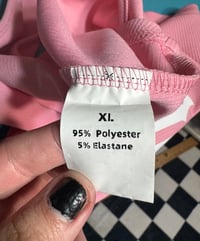 XL
95% Polyester
5% Elastane